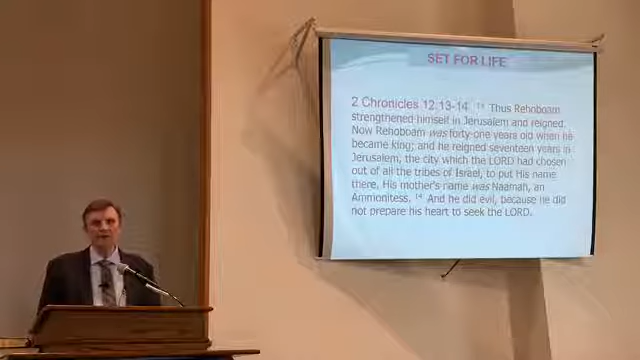 SET FOR LIFE
2 Chronicles 12:13-14 ¹³ Thus Rehoboam
strengthened himself in Jerusalem and reigned.
Now Rehoboam was forty-one years old when he
became king; and he reigned seventeen years in
Jerusalem, the city which the LORD had chosen
out of all the tribes of Israel, to put His name
there. His mother's name was Naamah, an
Ammonitess. ¹⁴ And he did evil, because he did
not prepare his heart to seek the LORD.